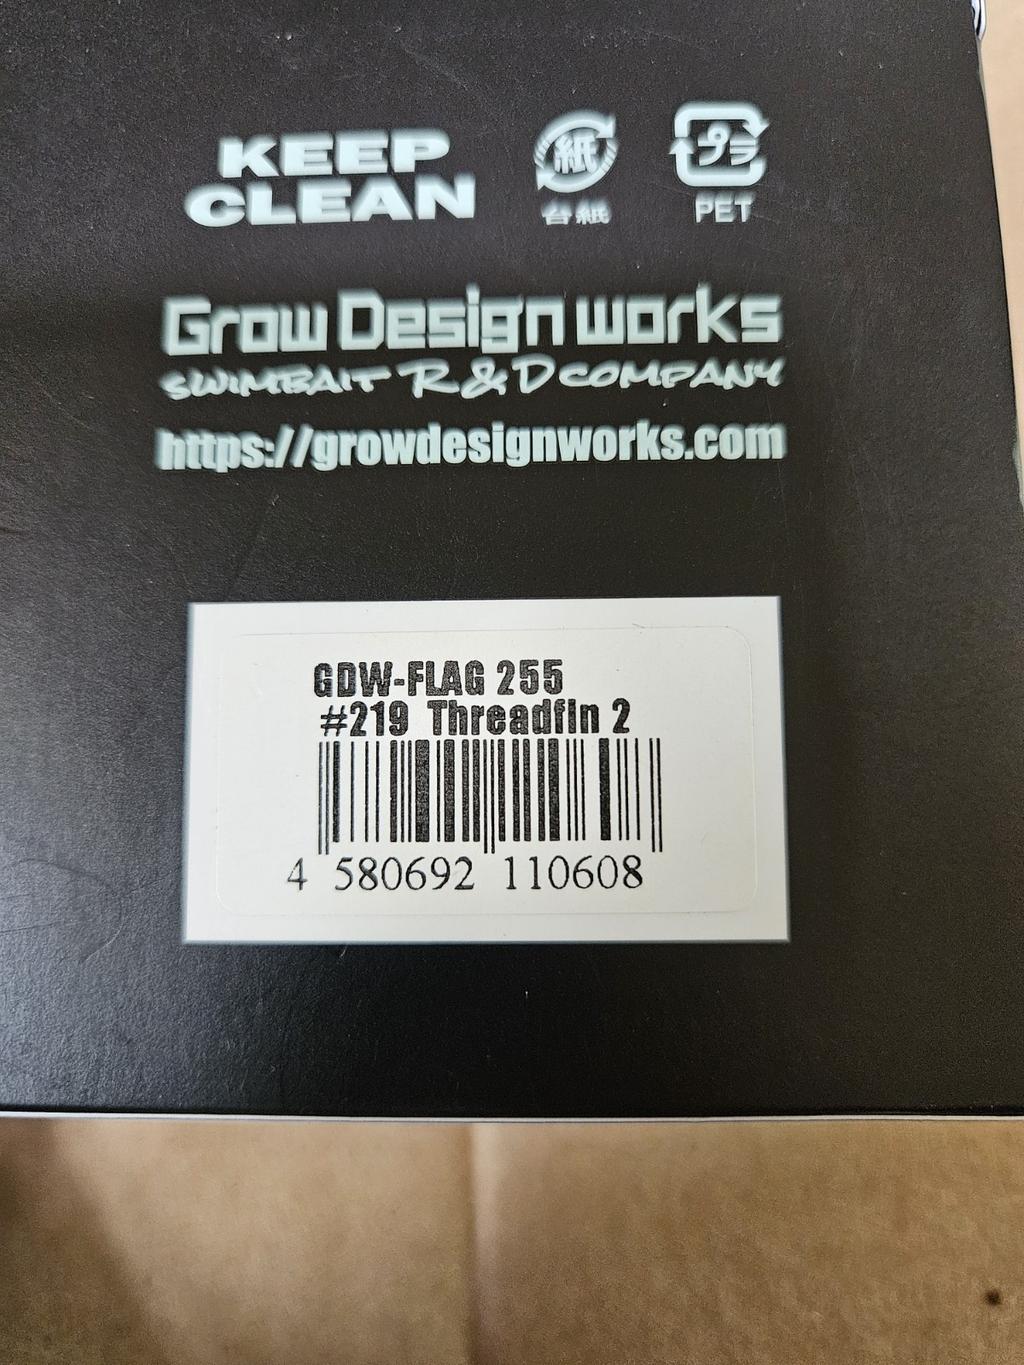 KEEP
CLEAN
紙
台紙
プラ
PET
Grow Design works
SWIMBAIT R&D COMPANY
https://growdesignworks.com
GDW-FLAG 255
#219 Threadfin 2
4 580692 110608